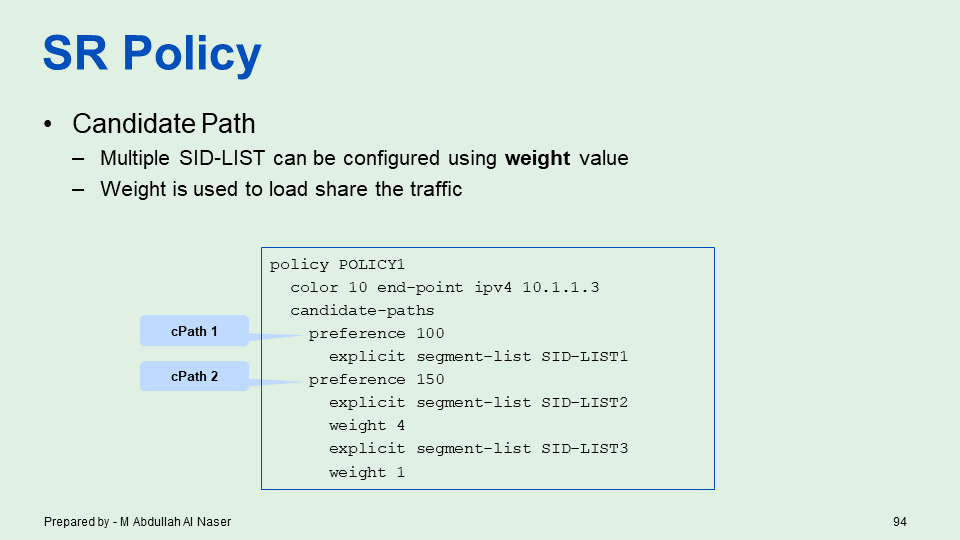 SR Policy
• Candidate Path
– Multiple SID-LIST can be configured using weight value
– Weight is used to load share the traffic
policy POLICY1
color 10 end-point ipv4 10.1.1.3
candidate-paths
cPath 1
preference 100
explicit segment-list SID-LIST1
cPath 2
preference 150
explicit segment-list SID-LIST2
weight 4
explicit segment-list SID-LIST3
weight 1
Prepared by - M Abdullah Al Naser
94